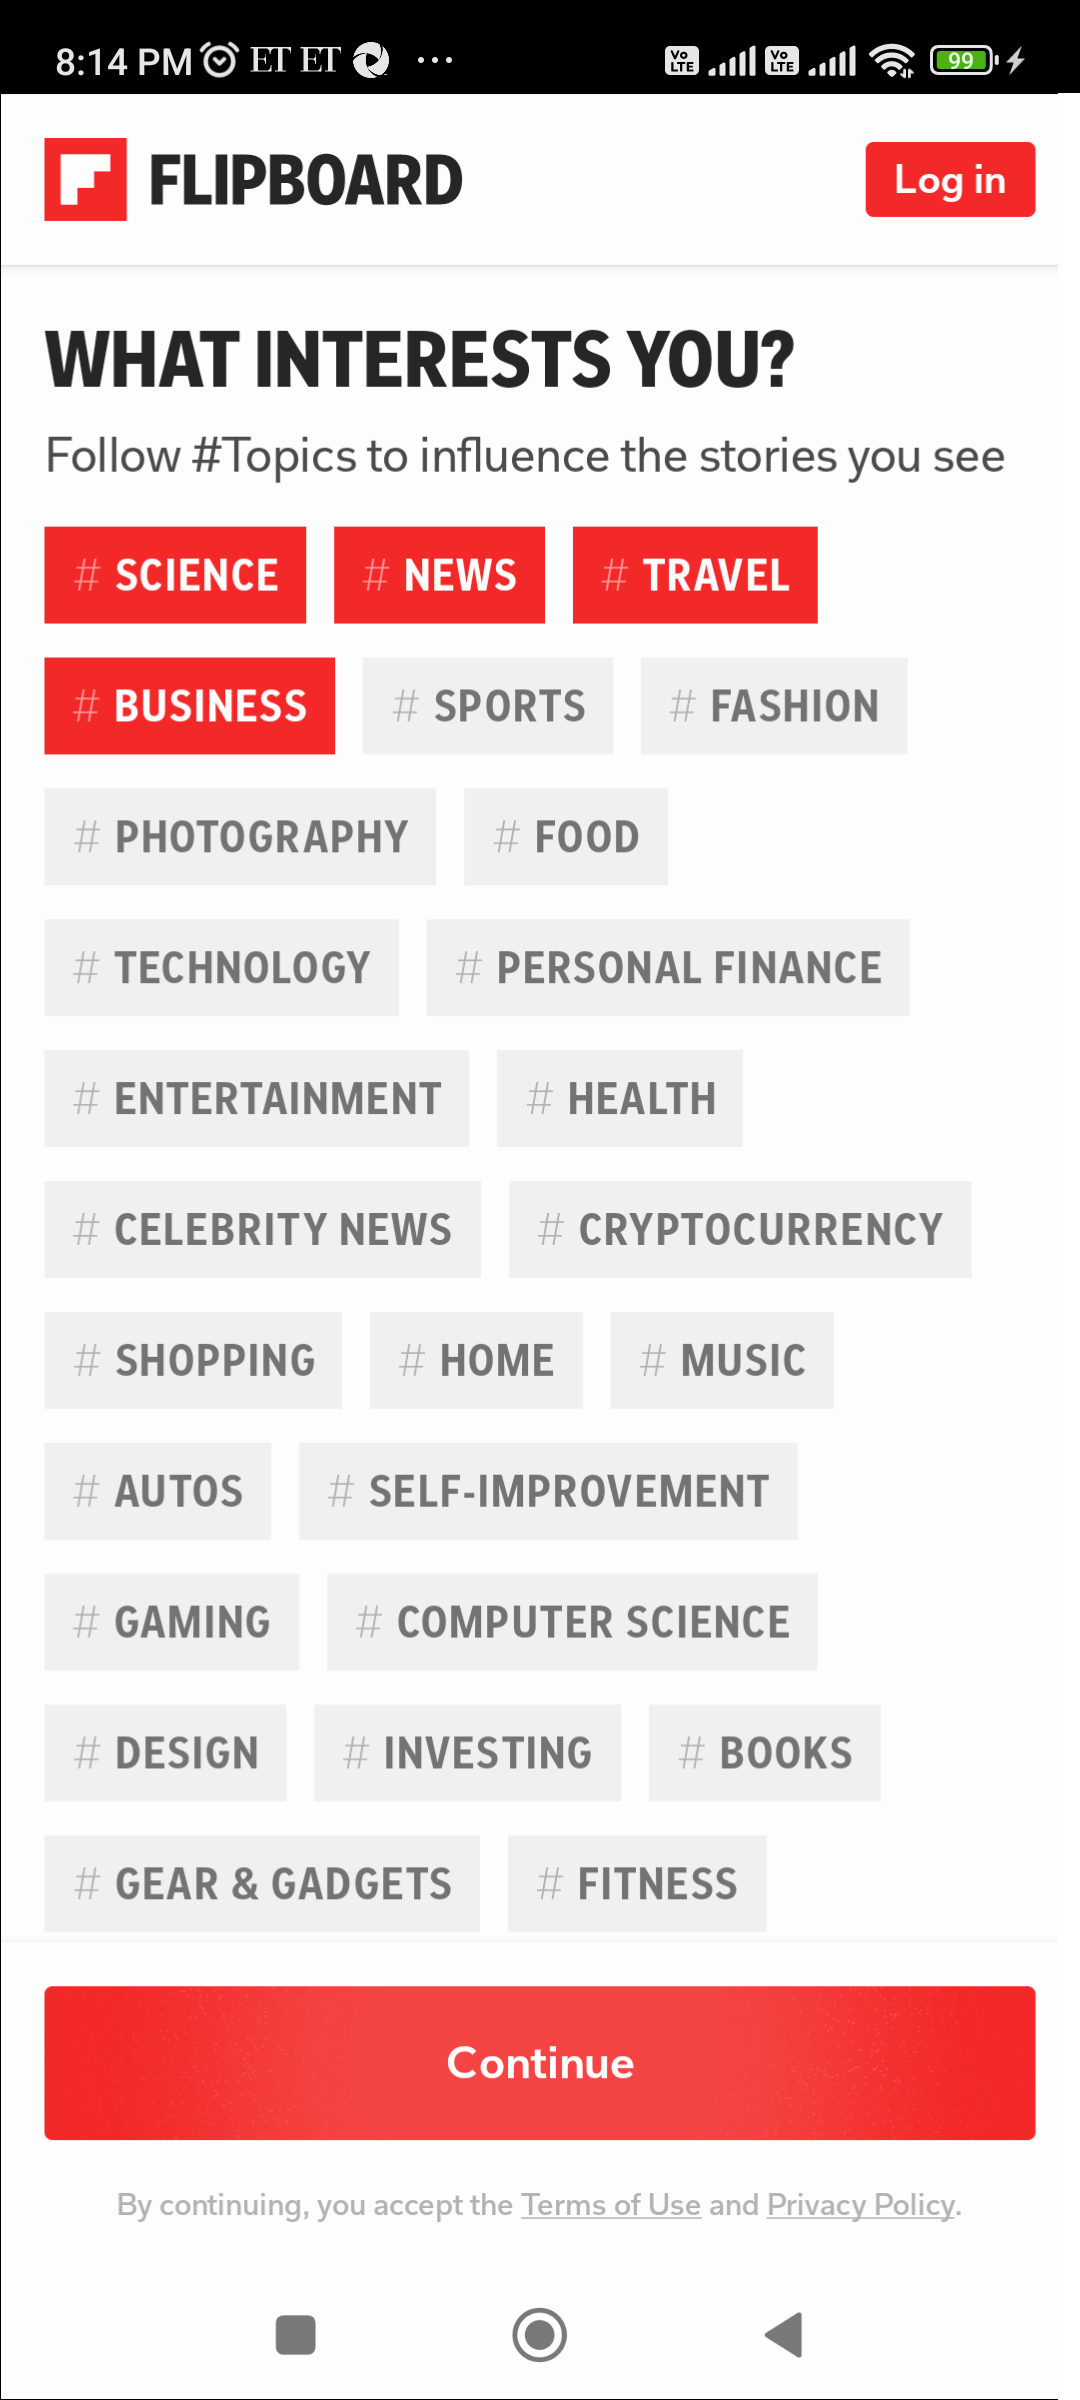 8:14 PM ET ET ... Vo LTE Vo LTE 99
FLIPBOARD
Log in
WHAT INTERESTS YOU?
Follow #Topics to influence the stories you see
# SCIENCE # NEWS # TRAVEL
# BUSINESS # SPORTS # FASHION
# PHOTOGRAPHY # FOOD
# TECHNOLOGY # PERSONAL FINANCE
# ENTERTAINMENT # HEALTH
# CELEBRITY NEWS # CRYPTOCURRENCY
# SHOPPING # HOME # MUSIC
# AUTOS # SELF-IMPROVEMENT
# GAMING # COMPUTER SCIENCE
# DESIGN # INVESTING # BOOKS
# GEAR & GADGETS # FITNESS
Continue
By continuing, you accept the Terms of Use and Privacy Policy.